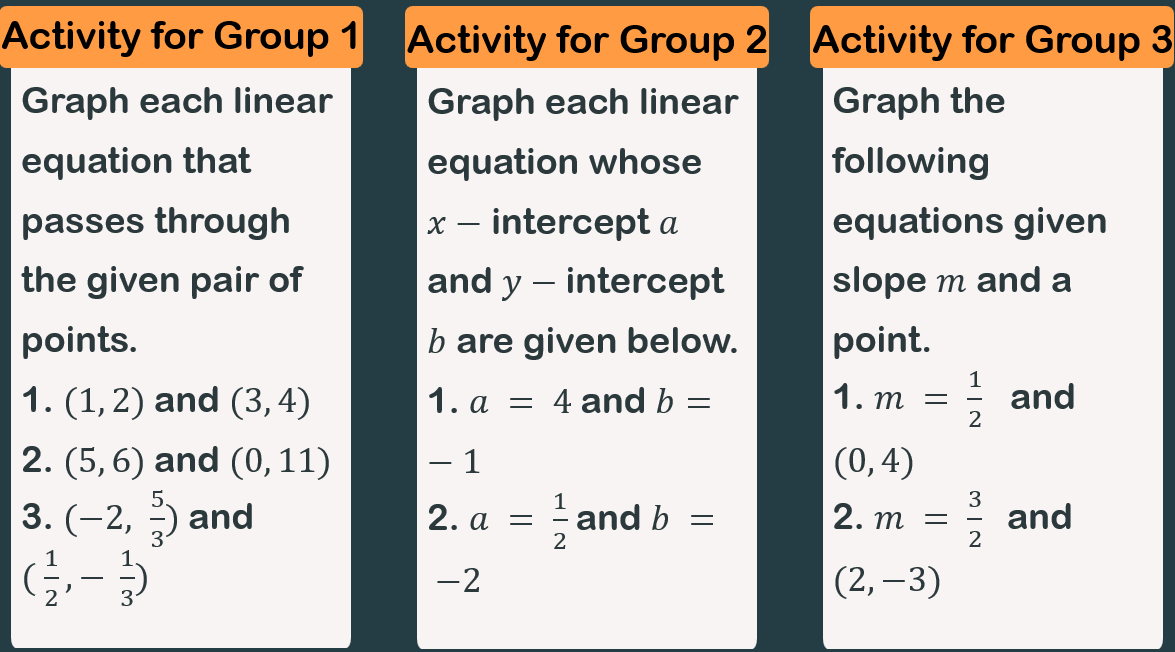 Activity for Group 1
Graph each linear
equation that
passes through
the given pair of
points.
1. (1, 2) and (3, 4)
2. (5, 6) and (0, 11)
3. (−2, 5/3) and
(1/2, − 1/3)
Activity for Group 2
Graph each linear
equation whose
x − intercept a
and y − intercept
b are given below.
1. a = 4 and b =
− 1
2. a = 1/2 and b =
−2
Activity for Group 3
Graph the
following
equations given
slope m and a
point.
1. m = 1/2 and
(0, 4)
2. m = 3/2 and
(2, −3)